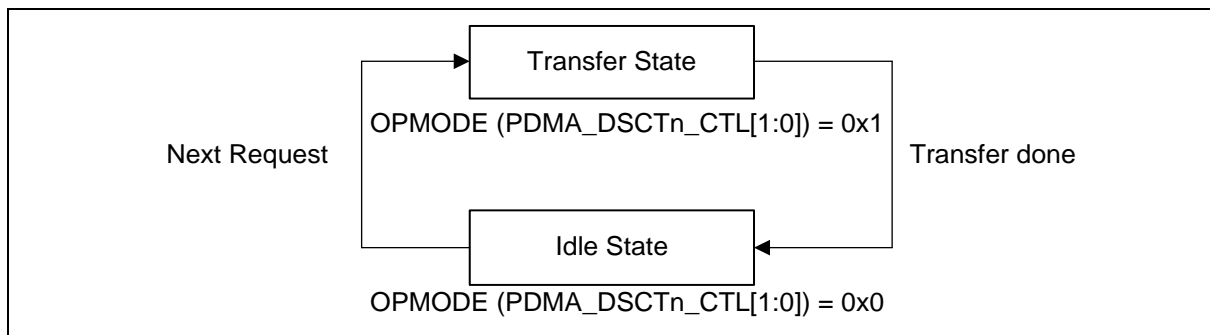 Transfer State
OPMODE (PDMA_DSCTn_CTL[1:0]) = 0x1
Next Request
Transfer done
Idle State
OPMODE (PDMA_DSCTn_CTL[1:0]) = 0x0